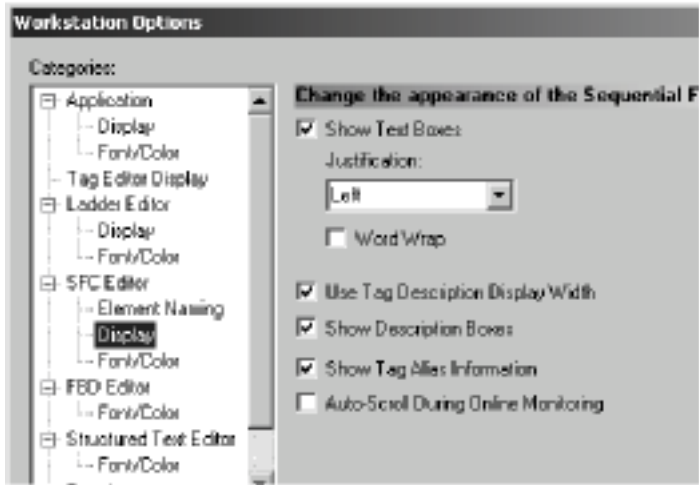 Workstation Options
Categories:
Application
Display
Font/Color
Tag Editor Display
Ladder Editor
Display
Font/Color
SFC Editor
Element Naming
Display
Font/Color
FBD Editor
Font/Color
Structured Text Editor
Font/Color
Change the appearance of the Sequential F
Show Text Boxes
Justification:
Left
Word Wrap
Use Tag Description Display Width
Show Description Boxes
Show Tag Alias Information
Auto-Scroll During Online Monitoring